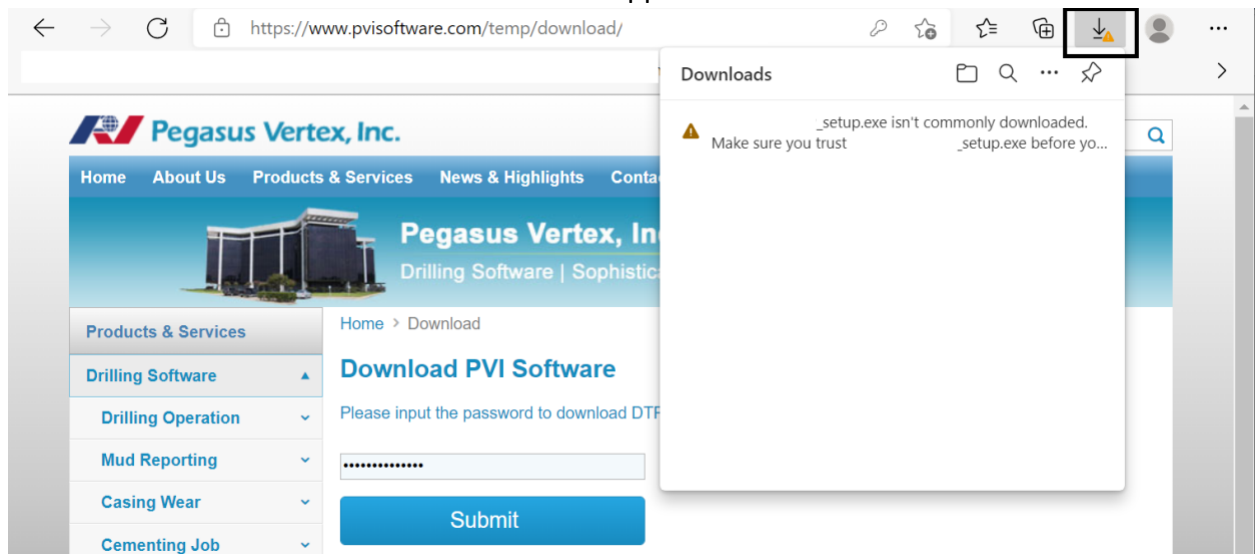 https://www.pvisoftware.com/temp/download/
Downloads
_setup.exe isn't commonly downloaded.
Make sure you trust _setup.exe before yo...
Pegasus Vertex, Inc.
Home About Us Products & Services News & Highlights Conta
Pegasus Vertex, In
Drilling Software | Sophistic
Products & Services
Drilling Software
Drilling Operation
Mud Reporting
Casing Wear
Cementing Job
Home > Download
Download PVI Software
Please input the password to download
Submit